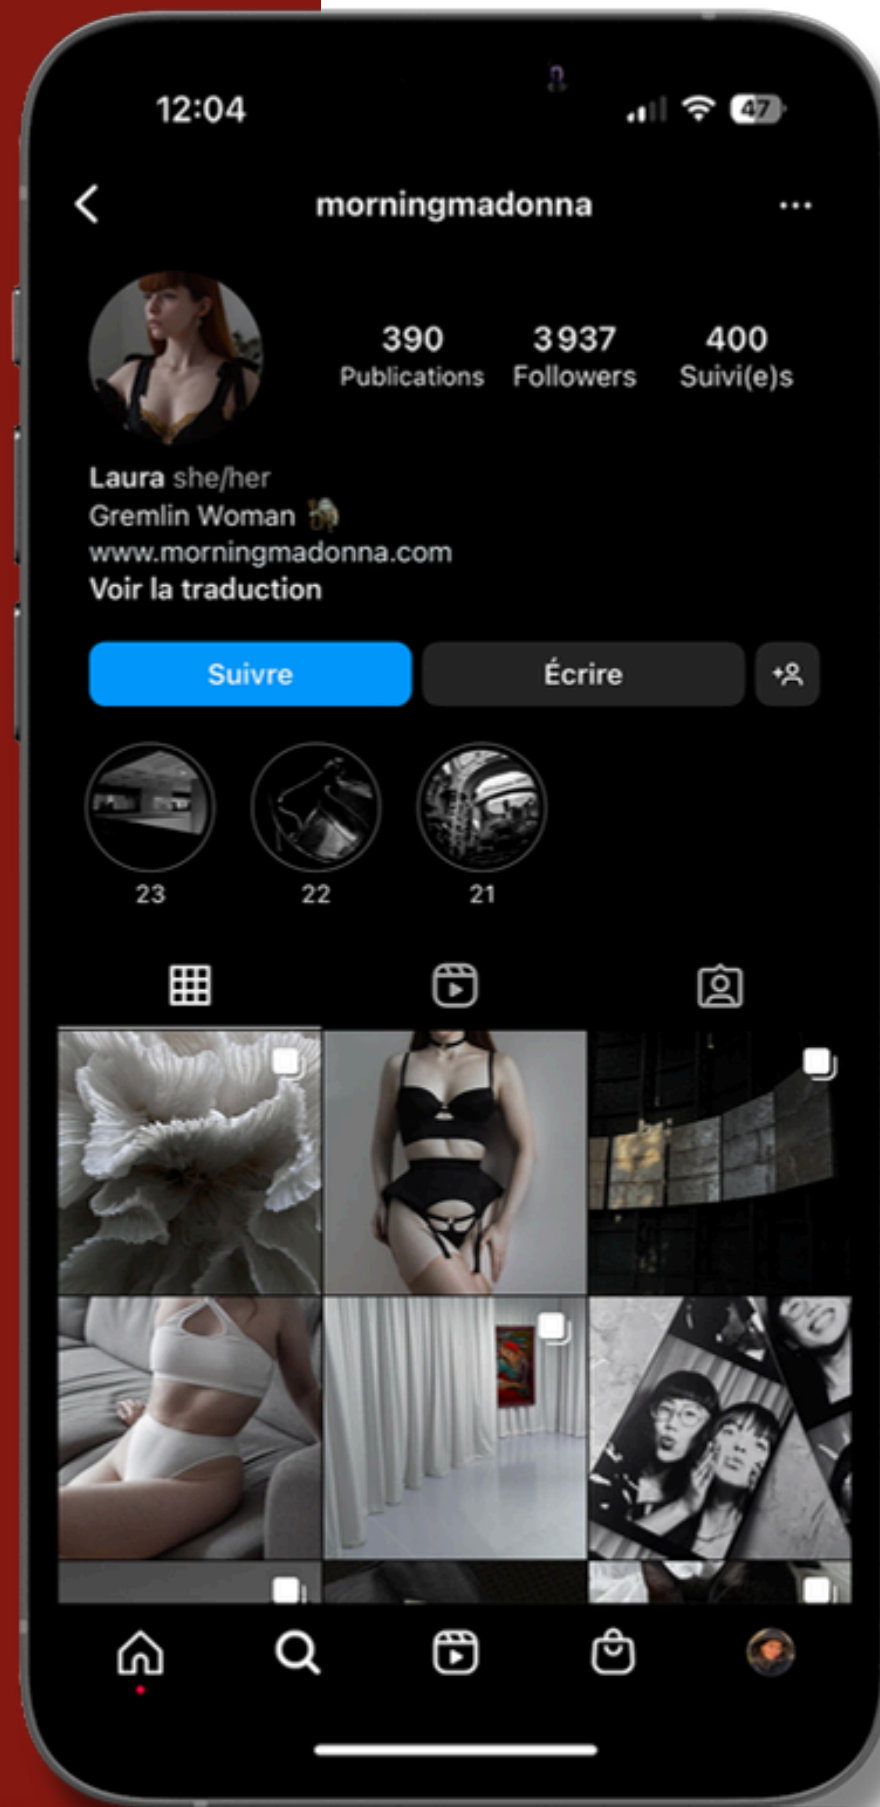 12:04
47
morningmadonna
390
Publications
3 937
Followers
400
Suivi(e)s
Laura she/her
Gremlin Woman
www.morningmadonna.com
Voir la traduction
Suivre
Écrire
23
22
21